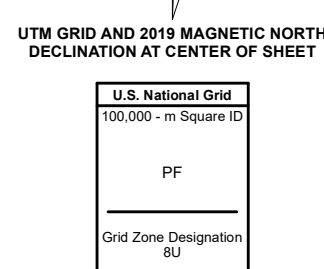 UTM GRID AND 2019 MAGNETIC NORTH
DECLINATION AT CENTER OF SHEET
U.S. National Grid
100,000 - m Square ID
PF
Grid Zone Designation
8U